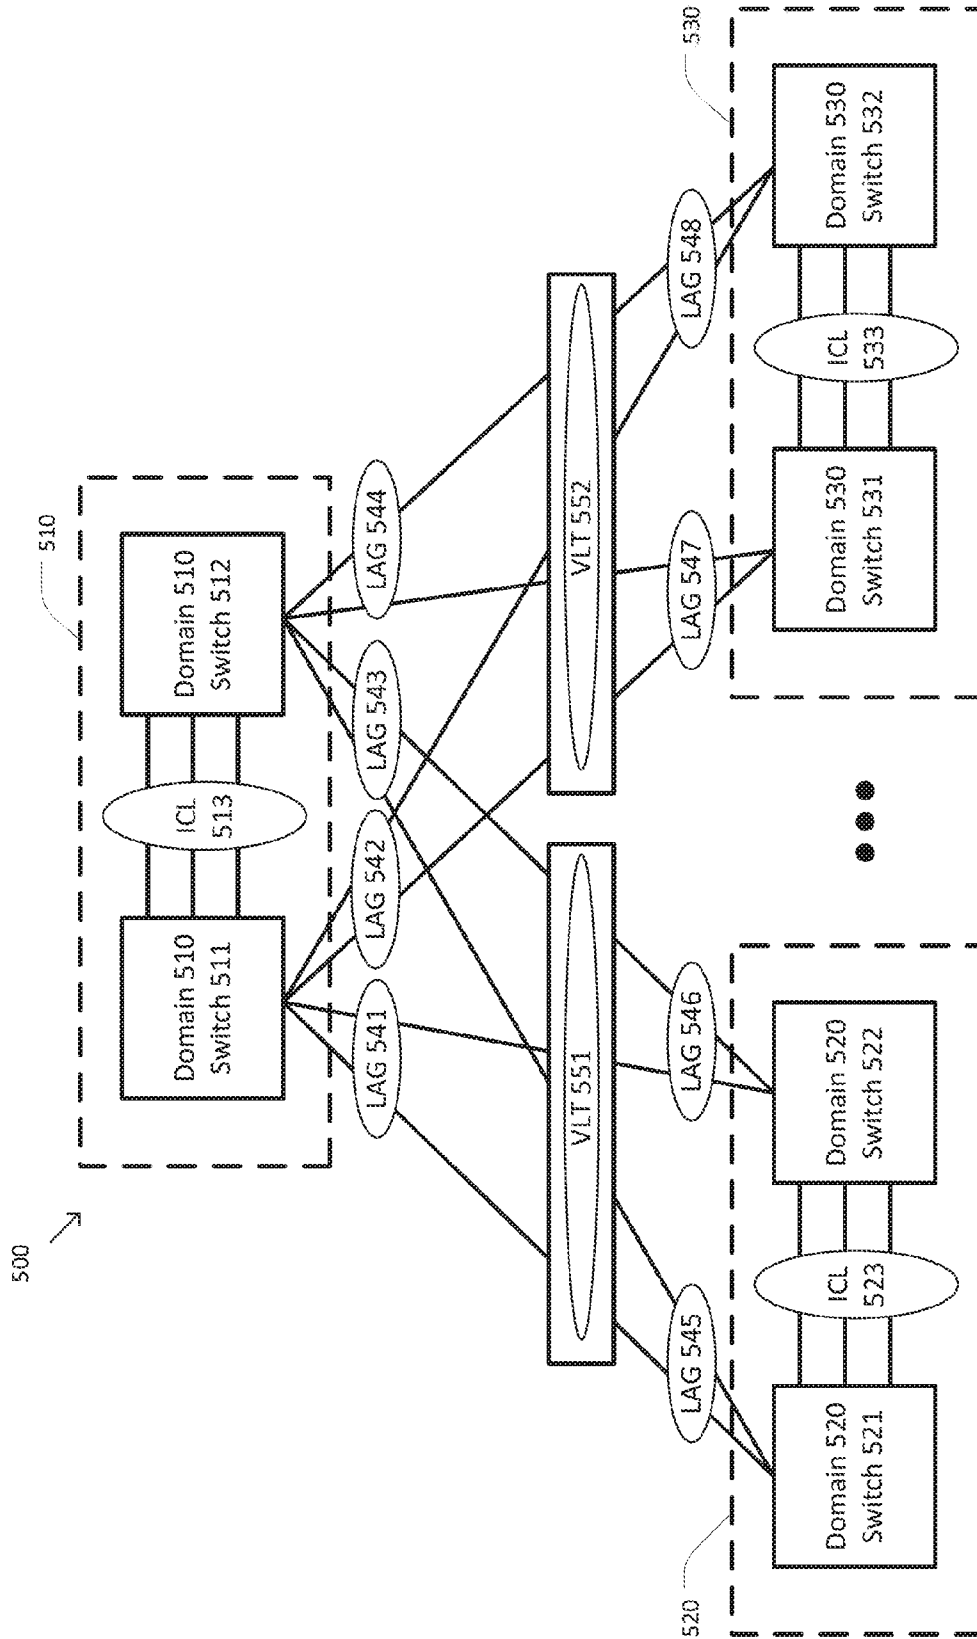 500
510
Domain 510
Switch 511
ICL
513
Domain 510
Switch 512
LAG 541
LAG 542
LAG 543
LAG 544
VLT 551
VLT 552
LAG 545
LAG 546
LAG 547
LAG 548
520
Domain 520
Switch 521
ICL
523
Domain 520
Switch 522
530
Domain 530
Switch 531
ICL
533
Domain 530
Switch 532